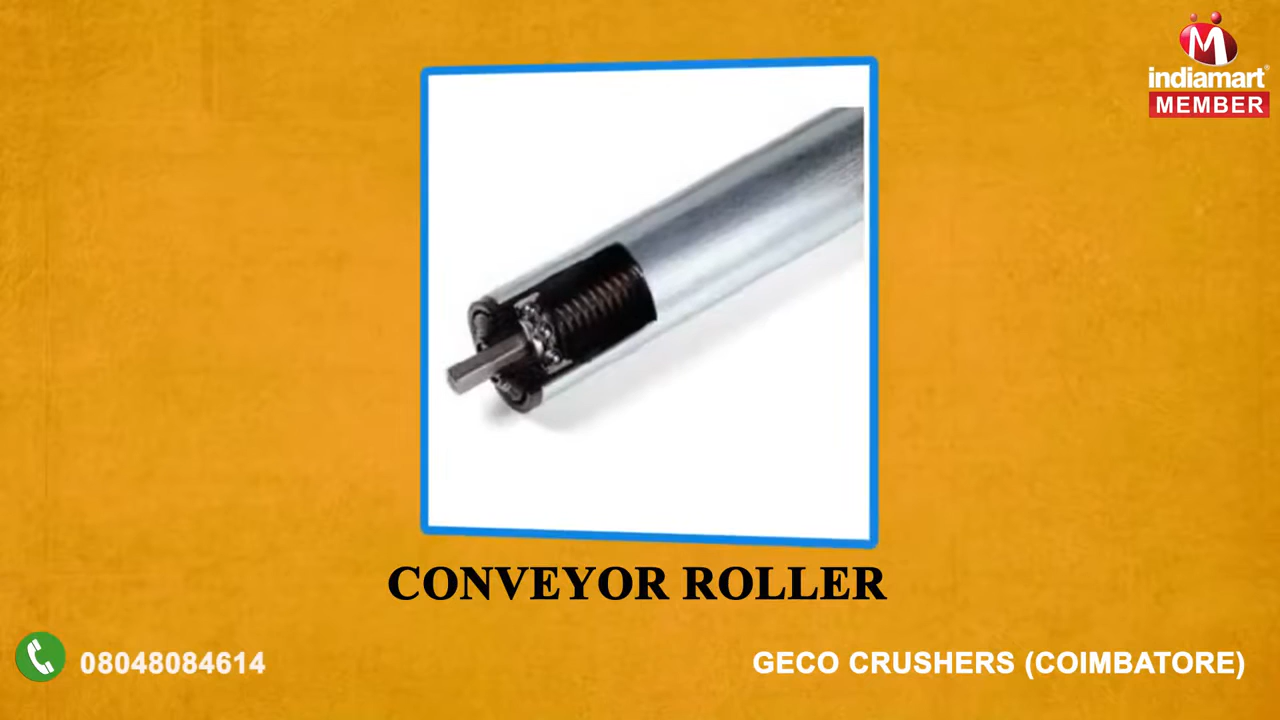 indiamart
MEMBER
CONVEYOR ROLLER
08048084614
GECO CRUSHERS (COIMBATORE)